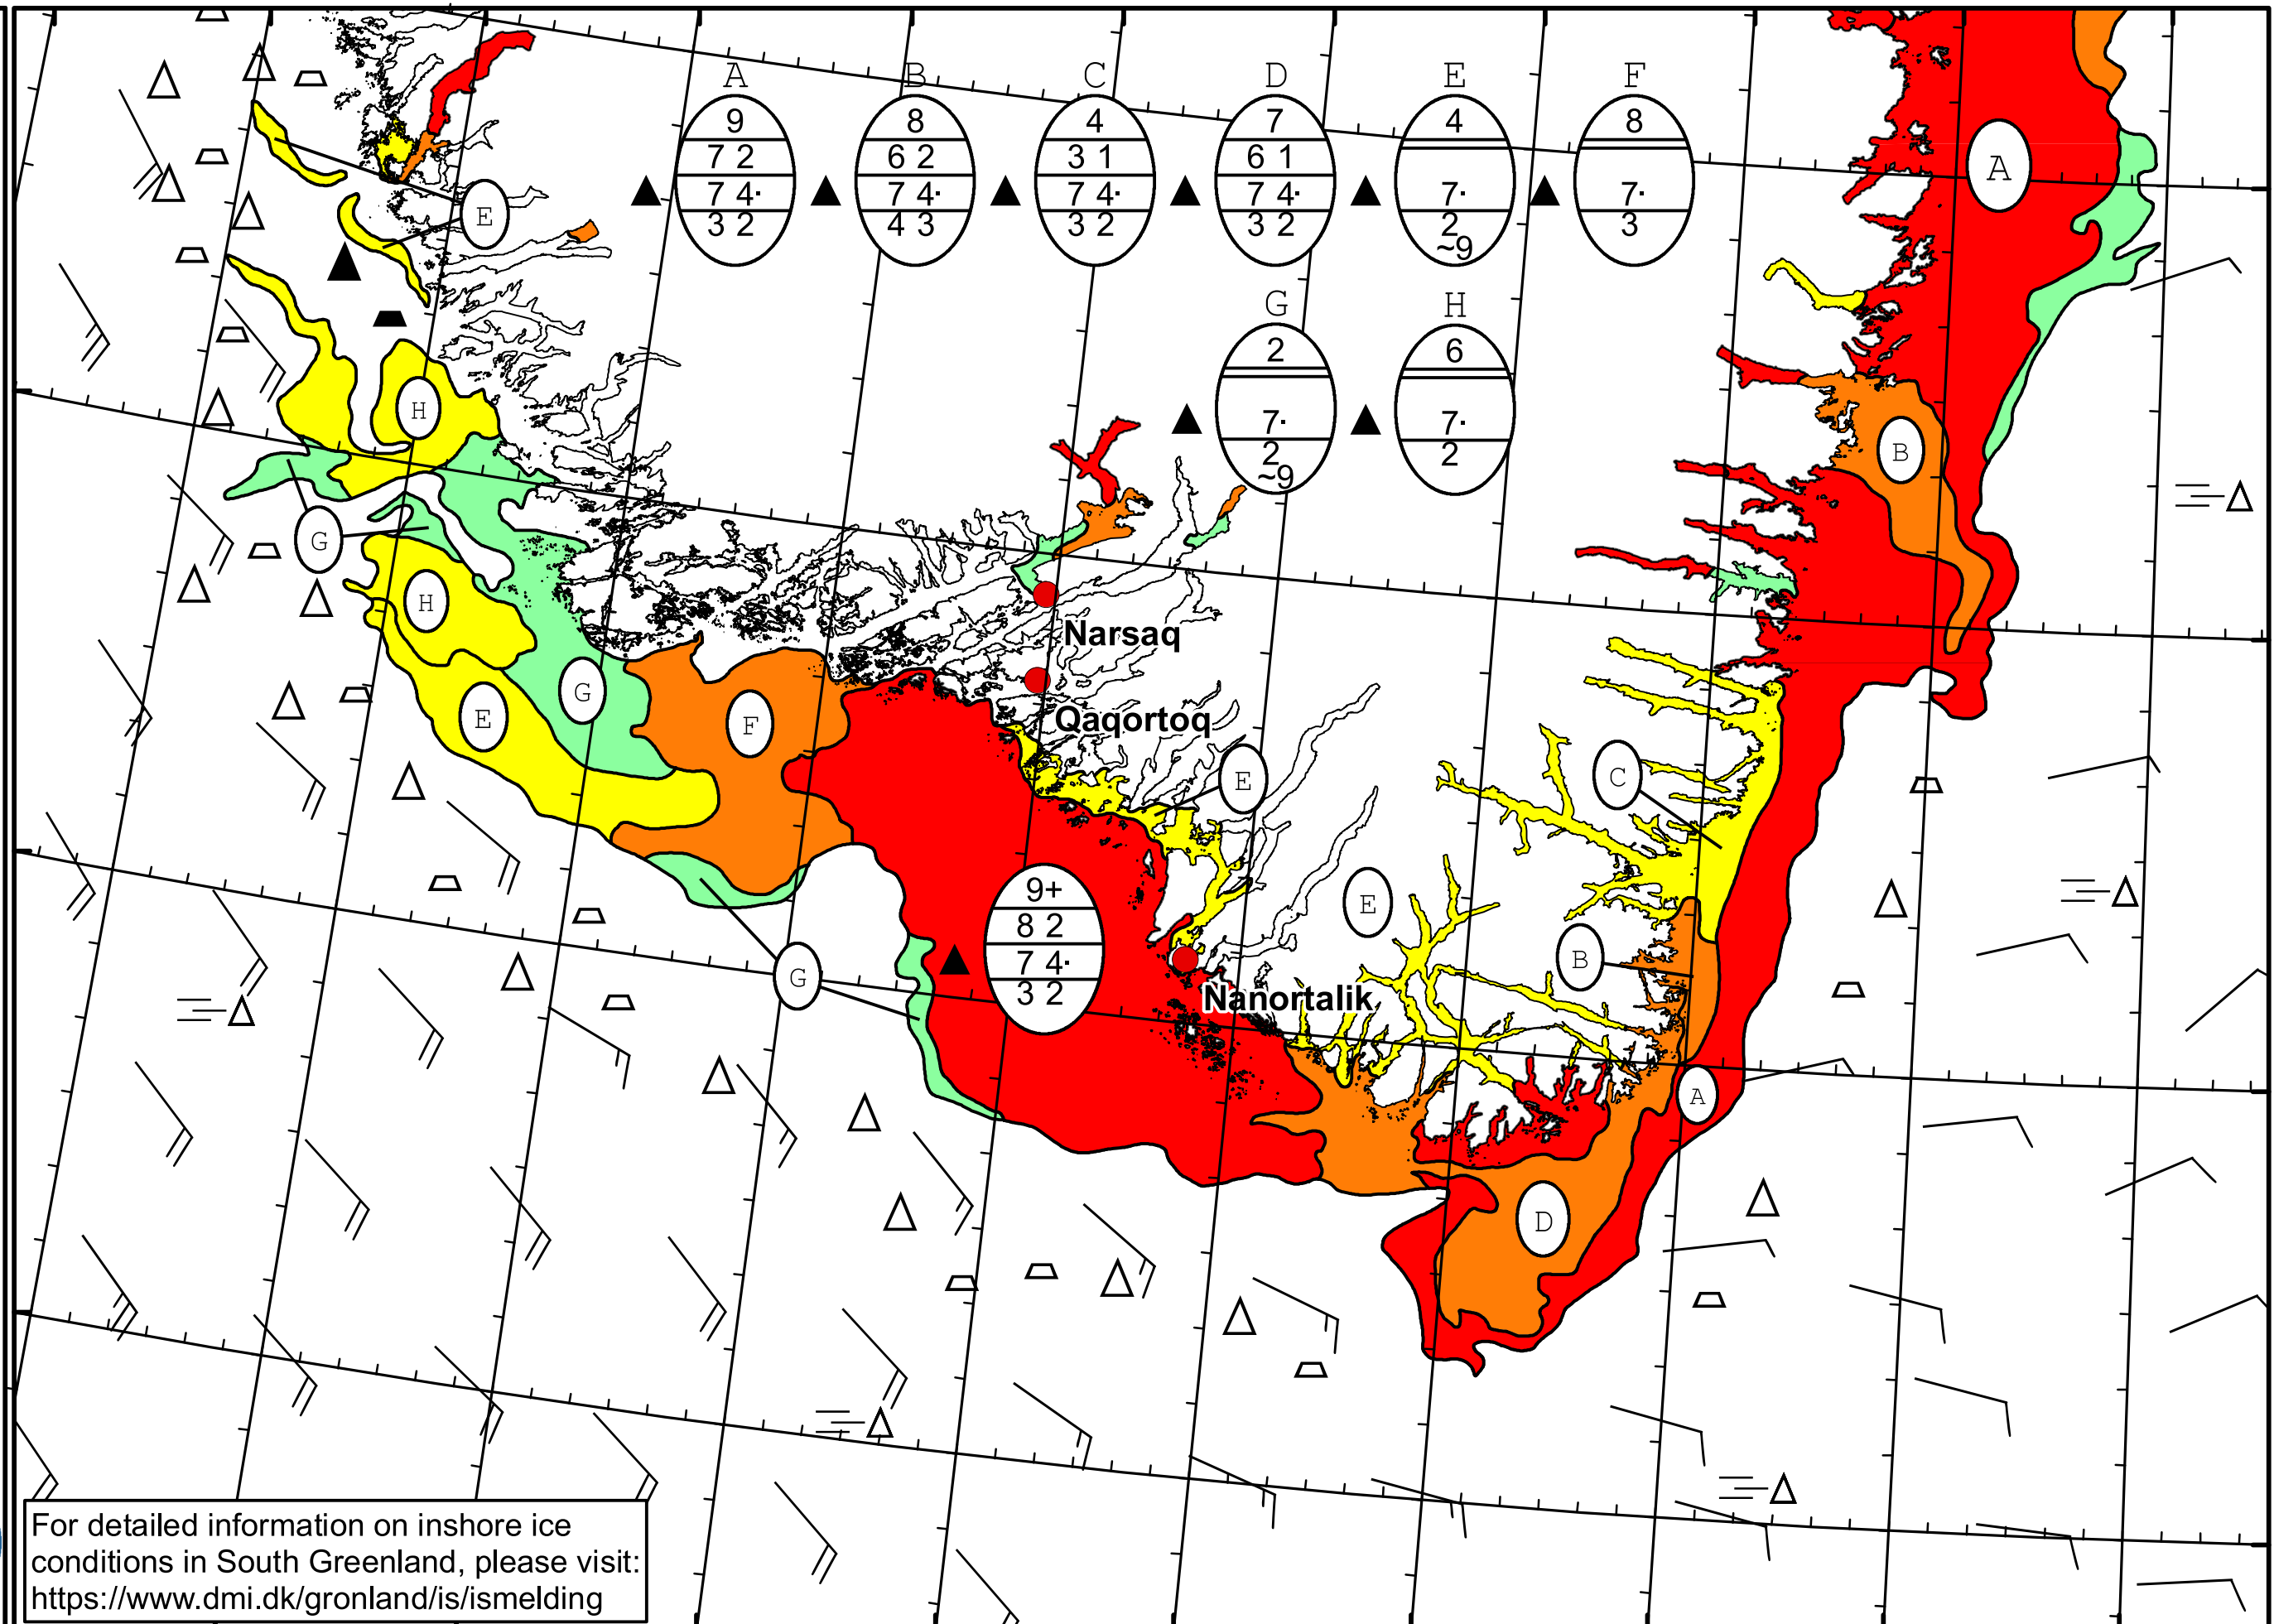 A B C D E F
9 8 4 7 4 8
7 2 6 2 3 1 6 1
7 4· 7 4· 7 4· 7 4· 7· 7·
3 2 4 3 3 2 3 2 2 3
~9
A
E
G H
2 6
7· 7·
2 2
~9
H
B
G
H
Narsaq
G
E
F
Qaqortoq
E
C
9+
8 2
7 4·
3 2
E
B
G
Nanortalik
A
D
For detailed information on inshore ice
conditions in South Greenland, please visit:
https://www.dmi.dk/gronland/is/ismelding